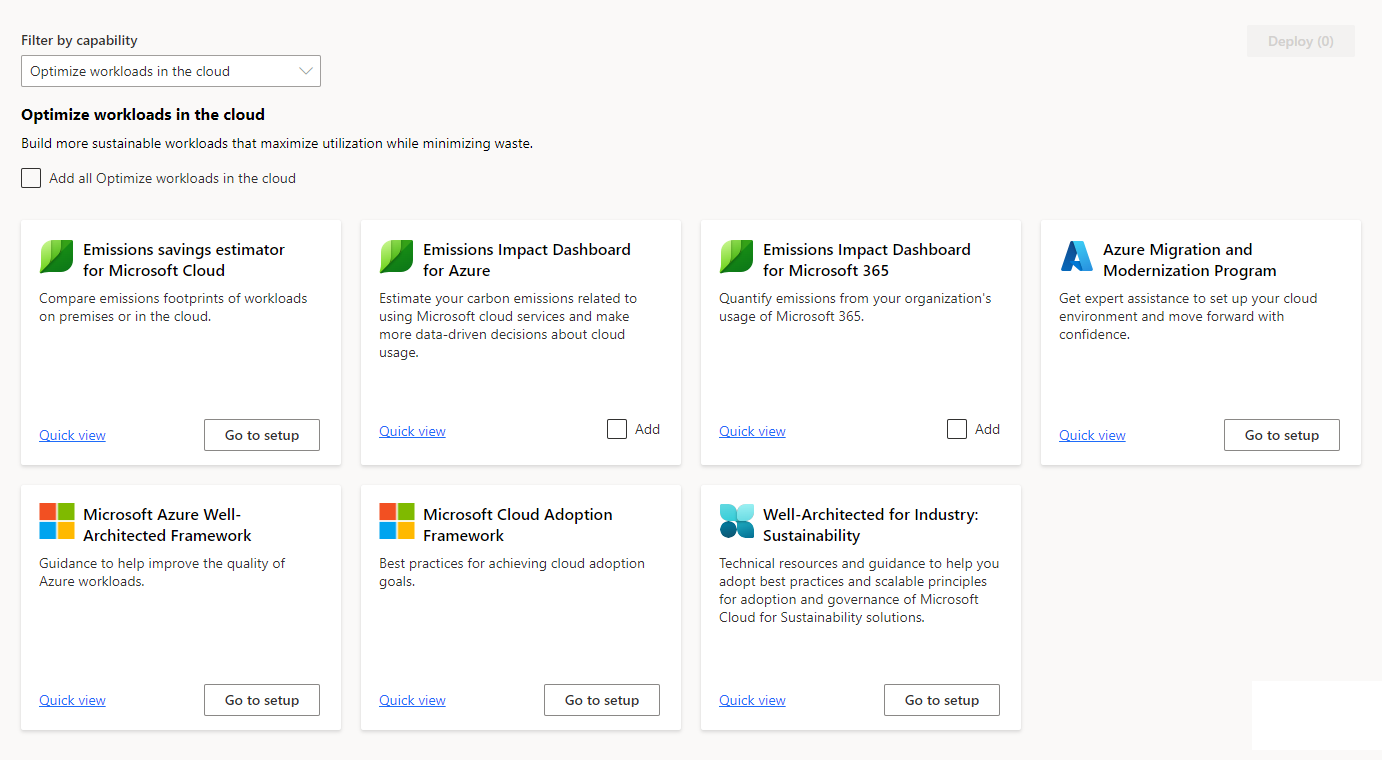 Filter by capability
Deploy (0)
Optimize workloads in the cloud
Optimize workloads in the cloud
Build more sustainable workloads that maximize utilization while minimizing waste.
Add all Optimize workloads in the cloud
Emissions savings estimator
for Microsoft Cloud
Compare emissions footprints of workloads
on premises or in the cloud.
Quick view
Go to setup
Emissions Impact Dashboard
for Azure
Estimate your carbon emissions related to
using Microsoft cloud services and make
more data-driven decisions about cloud
usage.
Quick view
Add
Emissions Impact Dashboard
for Microsoft 365
Quantify emissions from your organization's
usage of Microsoft 365.
Quick view
Add
Azure Migration and
Modernization Program
Get expert assistance to set up your cloud
environment and move forward with
confidence.
Quick view
Go to setup
Microsoft Azure Well-
Architected Framework
Guidance to help improve the quality of
Azure workloads.
Quick view
Go to setup
Microsoft Cloud Adoption
Framework
Best practices for achieving cloud adoption
goals.
Quick view
Go to setup
Well-Architected for Industry:
Sustainability
Technical resources and guidance to help you
adopt best practices and scalable principles
for adoption and governance of Microsoft
Cloud for Sustainability solutions.
Quick view
Go to setup